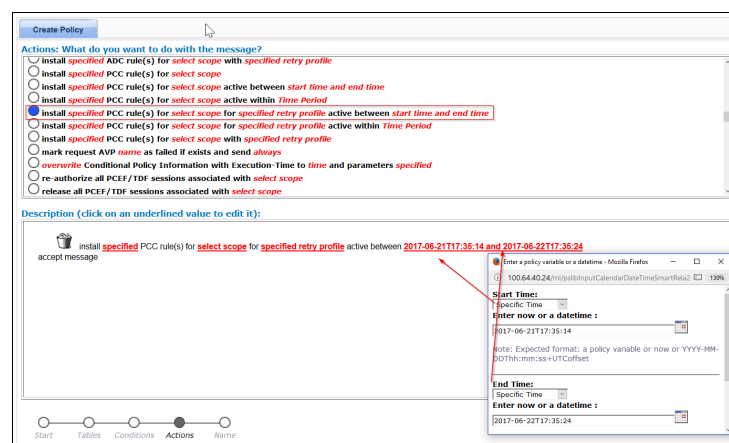 Create Policy
Actions: What do you want to do with the message?
install specified ADC rule(s) for select scope with specified retry profile
install specified PCC rule(s) for select scope
install specified PCC rule(s) for select scope active between start time and end time
install specified PCC rule(s) for select scope active within Time Period
install specified PCC rule(s) for select scope for specified retry profile active between start time and end time
install specified PCC rule(s) for select scope for specified retry profile active within Time Period
install specified PCC rule(s) for select scope with specified retry profile
mark request AVP name as failed if exists and send always
overwrite Conditional Policy Information with Execution-Time to time and parameters specified
re-authorize all PCEF/TDF sessions associated with select scope
release all PCEF/TDF sessions associated with select scope
Description (click on an underlined value to edit it):
install specified PCC rule(s) for select scope for specified retry profile active between 2017-06-21T17:35:14 and 2017-06-22T17:35:24
accept message
Enter a policy variable or a datetime - Mozilla Firefox
100.64.40.24/mi/pslibInputCalendarDateTimeSmartRela2 130%
Start Time:
Specific Time
Enter now or a datetime :
2017-06-21T17:35:14
Note: Expected format: a policy variable or now or YYYY-MM-
DDThh:mm:ss+UTCoffset
End Time:
Specific Time
Enter now or a datetime :
2017-06-22T17:35:14
Start Tables Conditions Actions Name